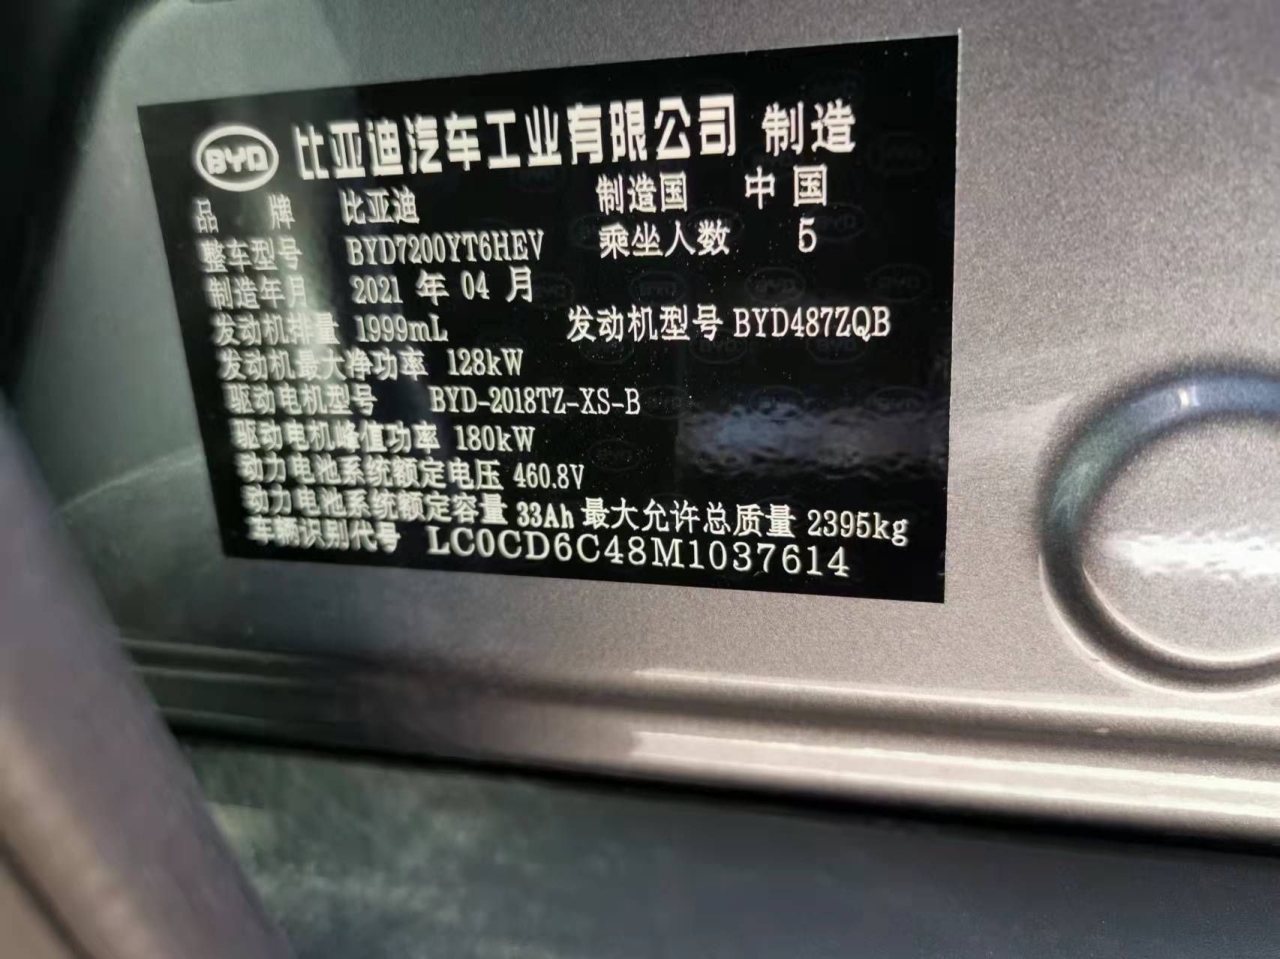 BYD 比亚迪汽车工业有限公司 制造
品 牌 比亚迪 制造国 中国
整车型号 BYD7200YT6HEV 乘坐人数 5
制造年月 2021 年 04 月
发动机排量 1999mL 发动机型号 BYD487ZQB
发动机最大净功率 128kW
驱动电机型号 BYD-2018TZ-XS-B
驱动电机峰值功率 180kW
动力电池系统额定电压 460.8V
动力电池系统额定容量 33Ah 最大允许总质量 2395kg
车辆识别代号 LC0CD6C48M1037614